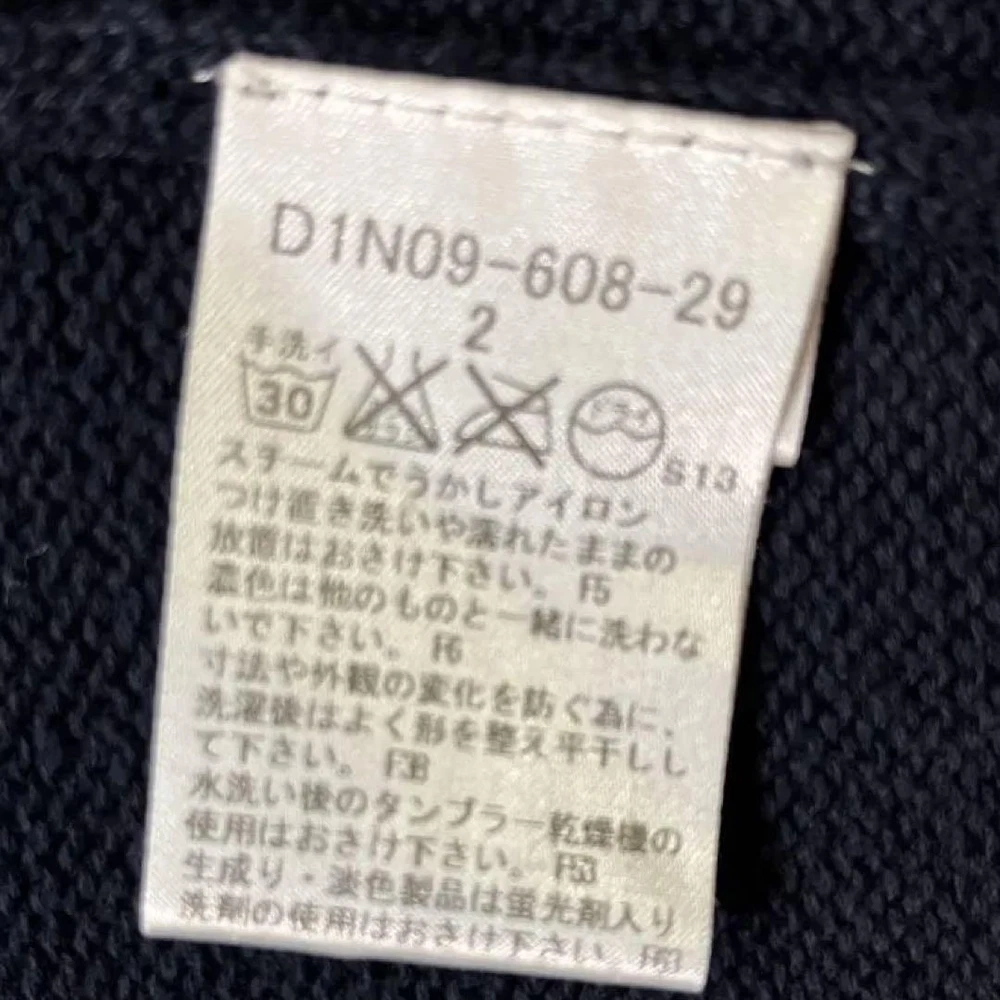 D1N09-608-29
2
手洗イ
30
ドライ
S13
スチームでうかしアイロン
つけ置き洗いや濡れたままの
放置はおさけ下さい。 F5
濃色は他のものと一緒に洗わな
いで下さい。 F6
寸法や外観の変化を防ぐ為に、
洗濯後はよく形を整え平干しし
て下さい。 F3B
水洗い後のタンブラー乾燥機の
使用はおさけ下さい。 F53
生成り・淡色製品は蛍光剤入り
洗剤の使用はおさけ下さい。 F63